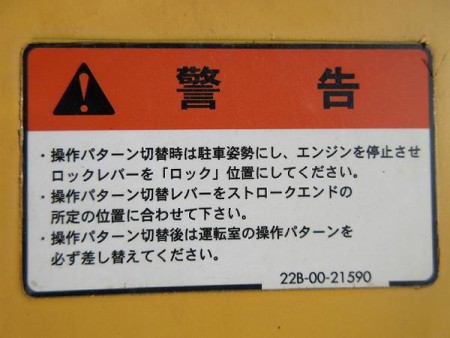 警告
・操作パターン切替時は駐車姿勢にし、エンジンを停止させ
ロックレバーを「ロック」位置にしてください。
・操作パターン切替レバーをストロークエンドの
所定の位置に合わせて下さい。
・操作パターン切替後は運転室の操作パターンを
必ず差し替えてください。
22B-00-21590